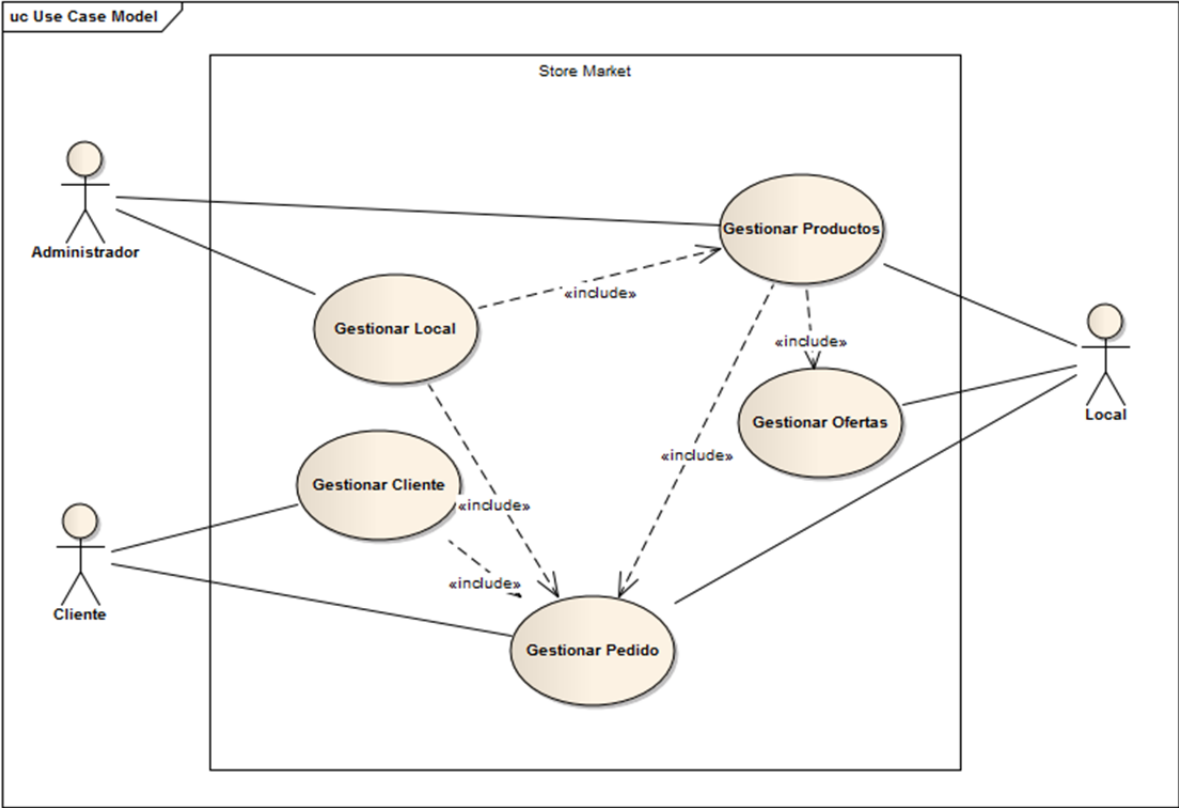 uc Use Case Model
Store Market
Administrador
Gestionar Productos
«include»
Gestionar Local
«include»
Local
Gestionar Ofertas
«include»
Gestionar Cliente
«include»
«include»
Cliente
Gestionar Pedido